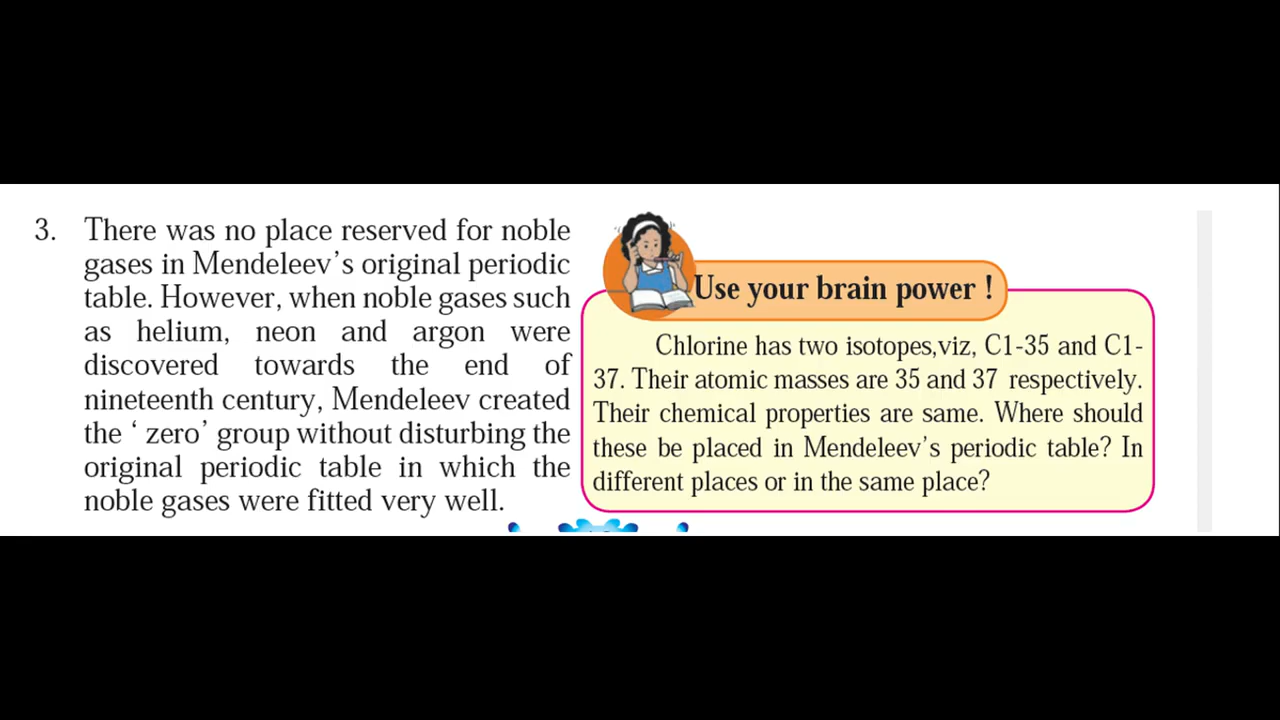 3. There was no place reserved for noble
gases in Mendeleev’s original periodic
table. However, when noble gases such
as helium, neon and argon were
discovered towards the end of
nineteenth century, Mendeleev created
the ‘ zero’ group without disturbing the
original periodic table in which the
noble gases were fitted very well.
Use your brain power !
Chlorine has two isotopes,viz, C1-35 and C1-
37. Their atomic masses are 35 and 37 respectively.
Their chemical properties are same. Where should
these be placed in Mendeleev’s periodic table? In
different places or in the same place?